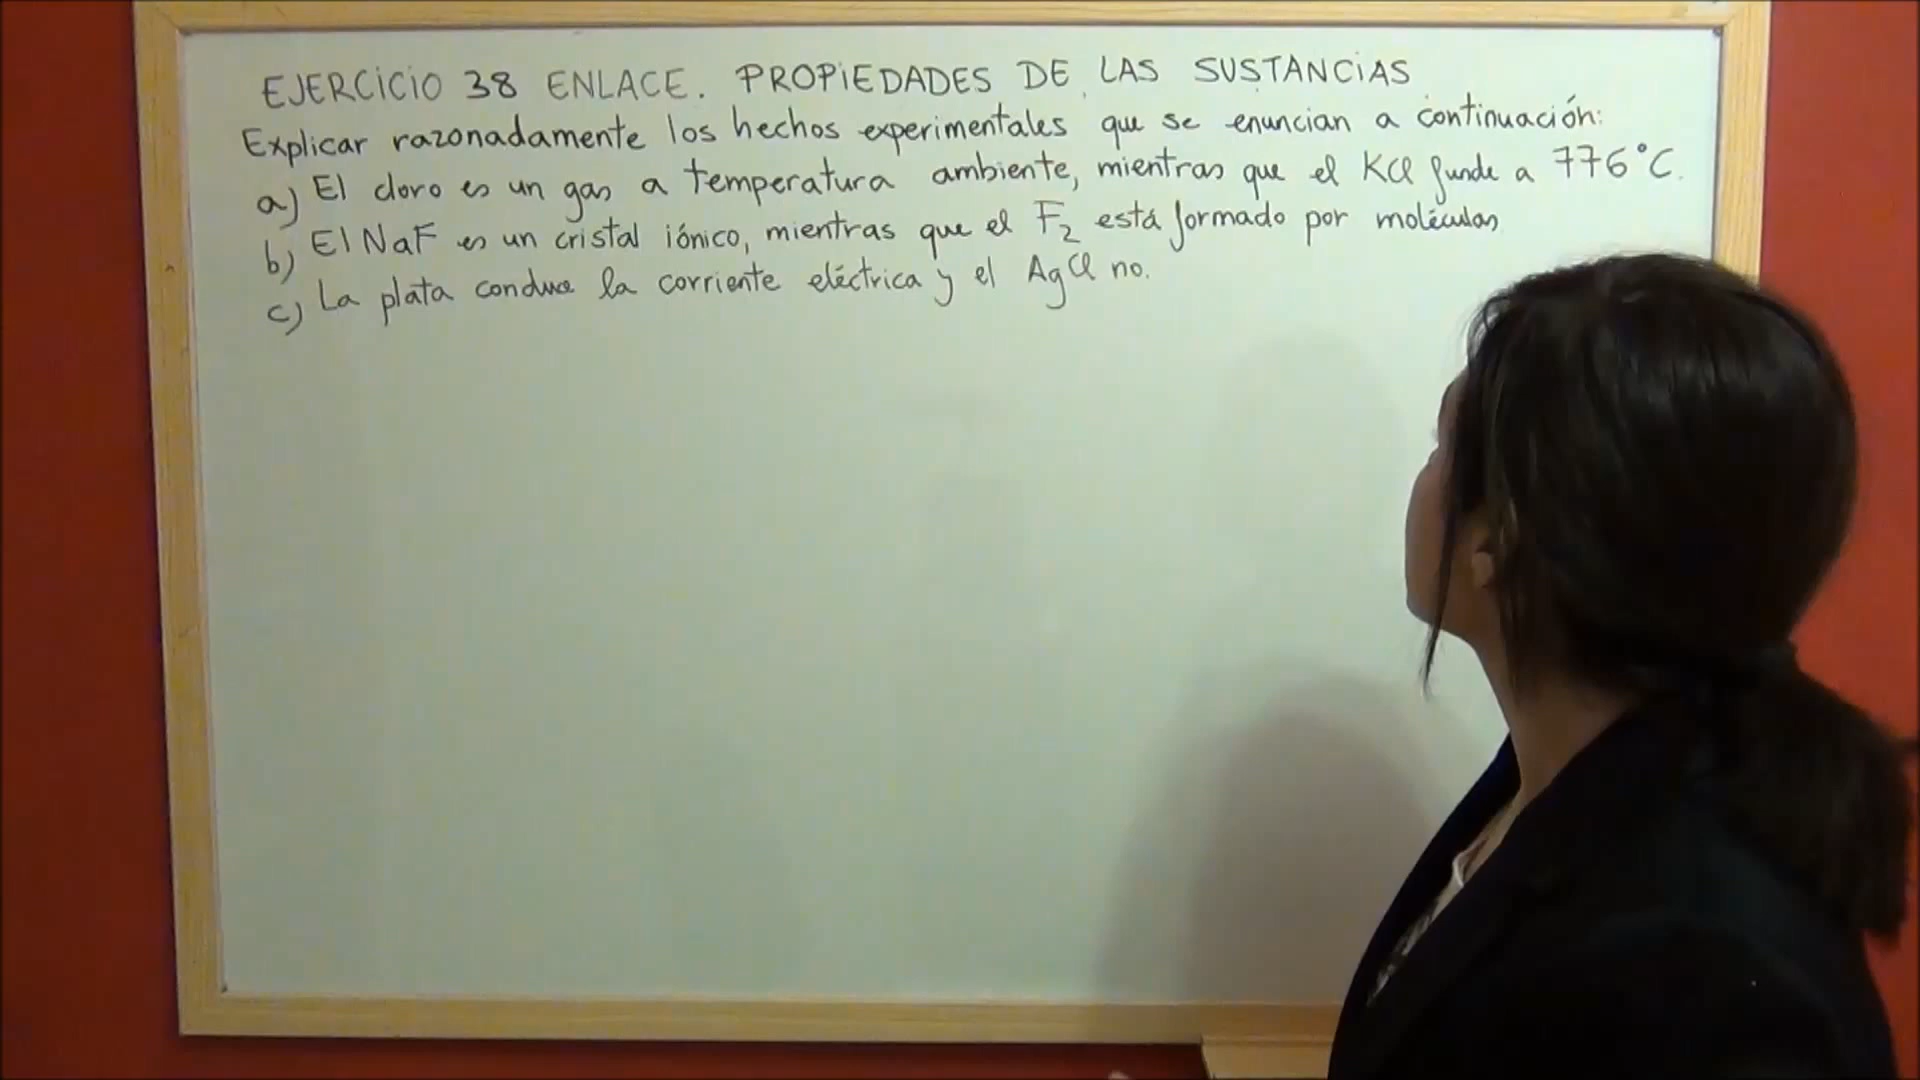 EJERCICIO 38 ENLACE. PROPIEDADES DE LAS SUSTANCIAS
Explicar razonadamente los hechos experimentales que se enuncian a continuación:
a) El cloro es un gas a temperatura ambiente, mientras que el KCl funde a 776°C.
b) El NaF es un cristal iónico, mientras que el F₂ está formado por moléculas
c) La plata conduce la corriente eléctrica y el AgCl no.